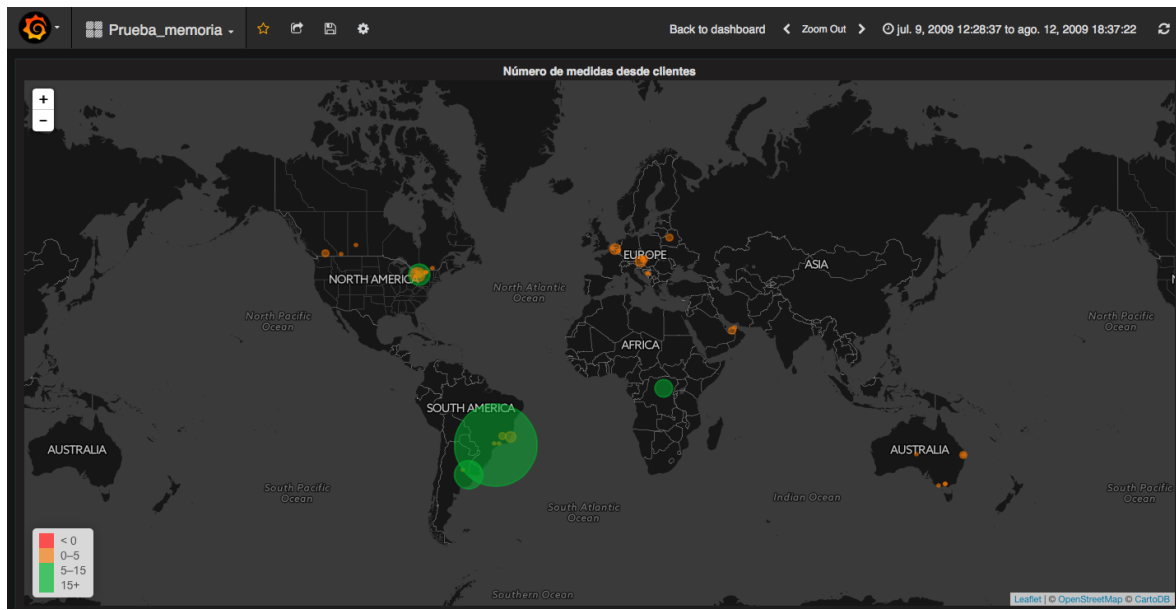 Prueba_memoria
Back to dashboard
Zoom Out
jul. 9, 2009 12:28:37 to ago. 12, 2009 18:37:22
Número de medidas desde clientes
+
−
EUROPE
ASIA
NORTH AMERICA
North Atlantic
Ocean
North Pacific
Ocean
North Pacific
Ocean
N
AFRICA
SOUTH AMERICA
AUSTRALIA
AUSTRALIA
South Pacific
Ocean
South Atlantic
Ocean
Indian Ocean
South Pacific
Ocean
Southern Ocean
< 0
0–5
5–15
15+
Leaflet | © OpenStreetMap © CartoDB